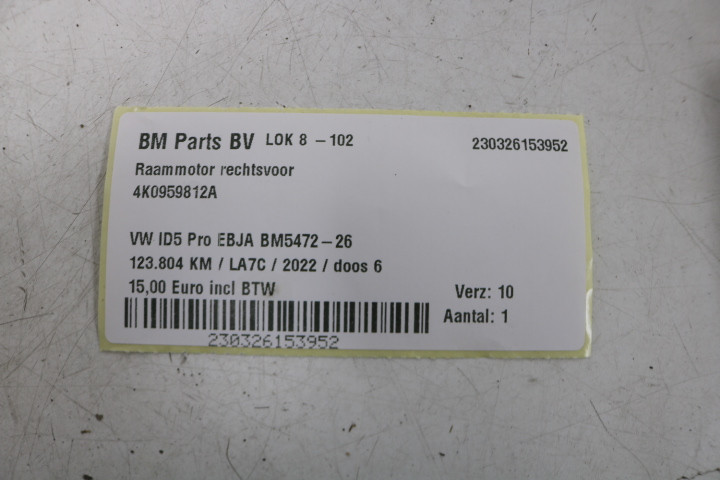 BM Parts BV LOK 8 - 102 230326153952
Raammotor rechtsvoor
4K0959812A
VW ID5 Pro EBJA BM5472-26
123.804 KM / LA7C / 2022 / doos 6
15,00 Euro incl BTW Verz: 10
Aantal: 1
230326153952